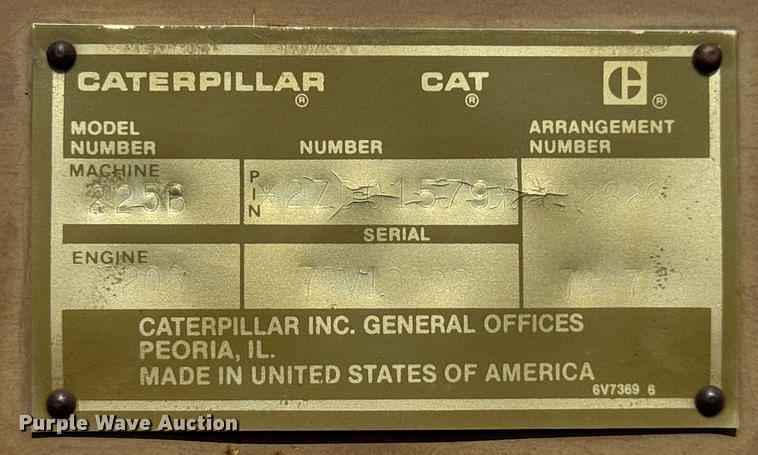 CATERPILLAR® CAT® C®
MODEL NUMBER NUMBER ARRANGEMENT NUMBER
MACHINE
225B PIN
SERIAL
ENGINE
CATERPILLAR INC. GENERAL OFFICES
PEORIA, IL.
MADE IN UNITED STATES OF AMERICA
6V7369 6
Purple Wave Auction